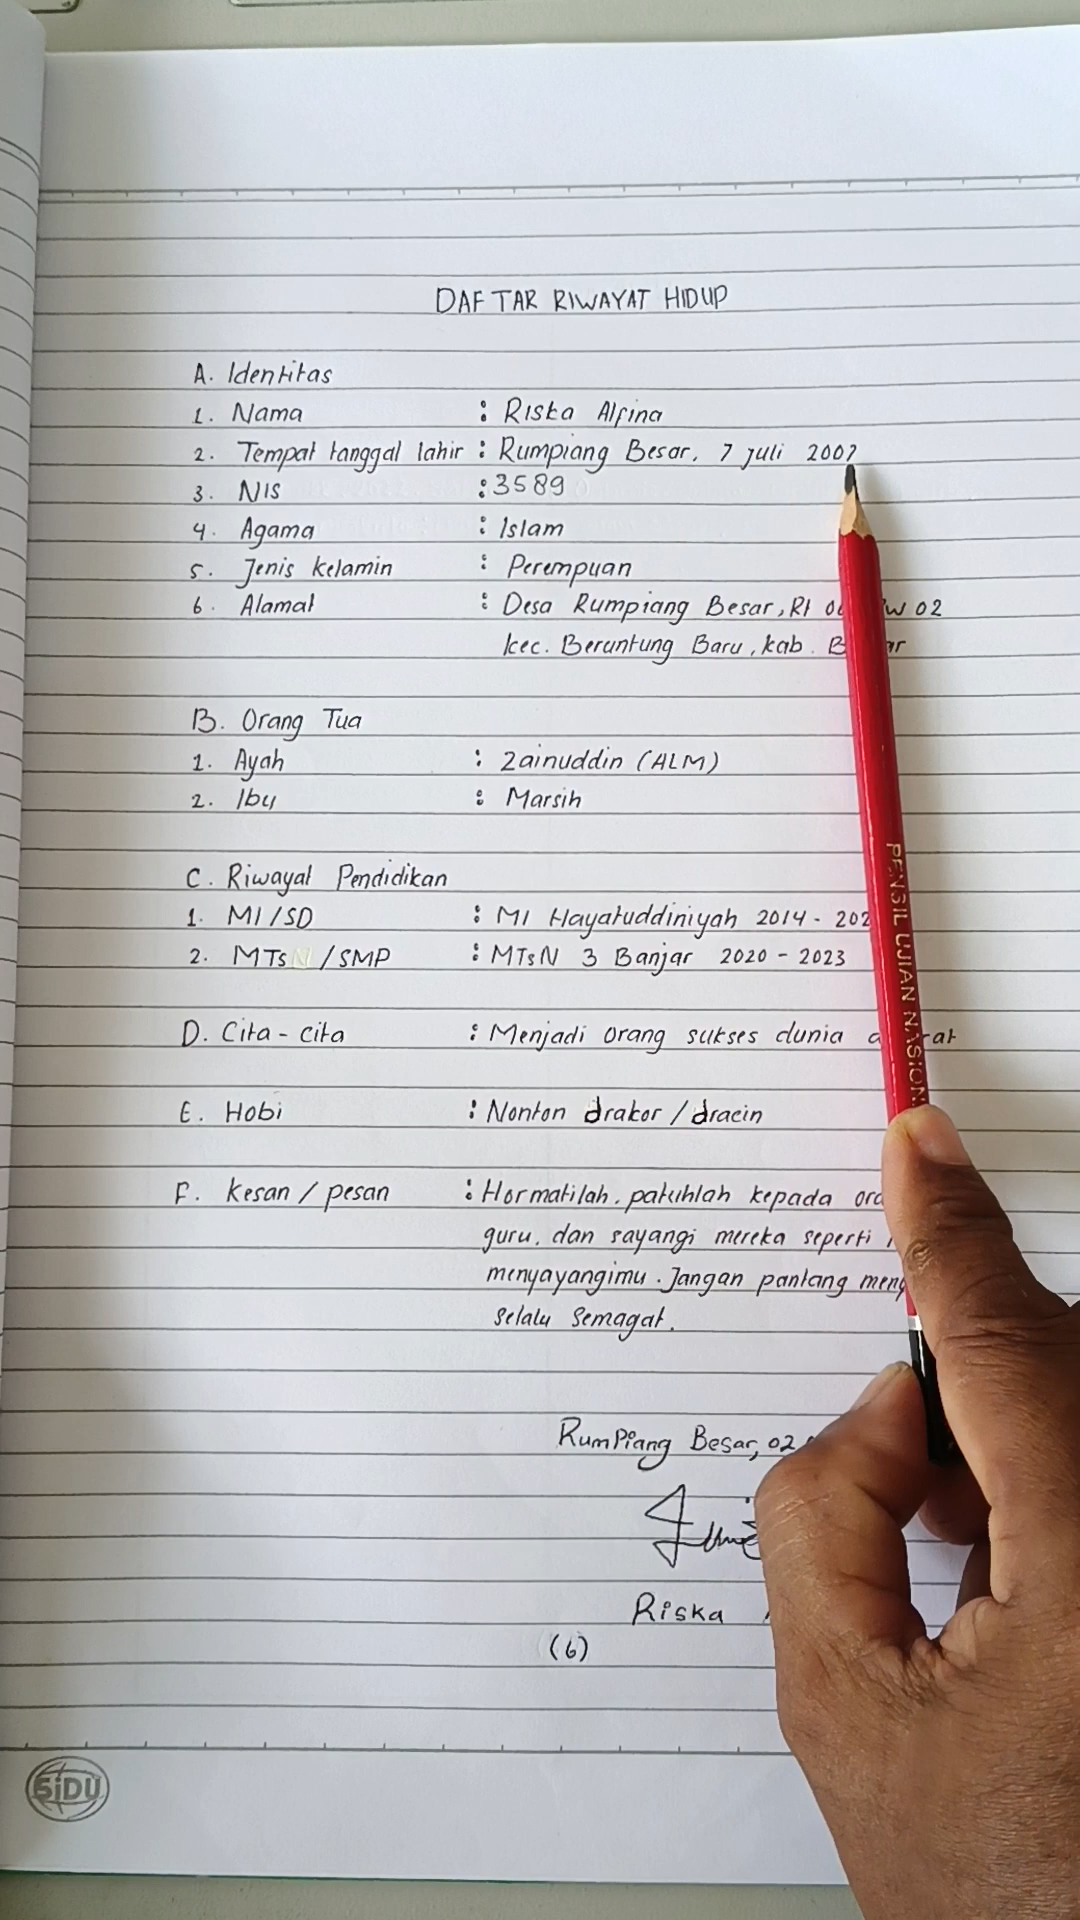 DAFTAR RIWAYAT HIDUP
A. Identitas
1. Nama : Riska Alfina
2. Tempat tanggal lahir : Rumpiang Besar, 7 juli 2007
3. NIS : 3589
4. Agama : Islam
5. Jenis kelamin : Perempuan
6. Alamat : Desa Rumpiang Besar, Rt 02
kec. Beruntung Baru, kab.
B. Orang Tua
1. Ayah : Zainuddin (ALM)
2. Ibu : Marsih
C. Riwayat Pendidikan
1. MI/SD : MI Hayatuddiniyah 2014 -
2. MTsN/SMP : MTsN 3 Banjar 2020 - 2023
D. Cita - cita : Menjadi orang sukses dunia
E. Hobi : Nonton drakor / dracin
F. Kesan / pesan : Hormatilah, patuhlah kepada
guru, dan sayangi mereka seperti
menyayangimu. Jangan pantang
selalu semagat.
Rumpiang Besar, 02
Riska
(6)
PENSIL UJIAN NASION
SiDU